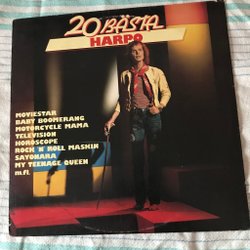 20 BÄSTA
HARPO
MOVIESTAR
BABY BOOMERANG
MOTORCYCLE MAMA
TELEVISION
HOROSCOPE
ROCK 'N' ROLL MASKIN
SAYONARA
MY TEENAGE QUEEN
m.fl.